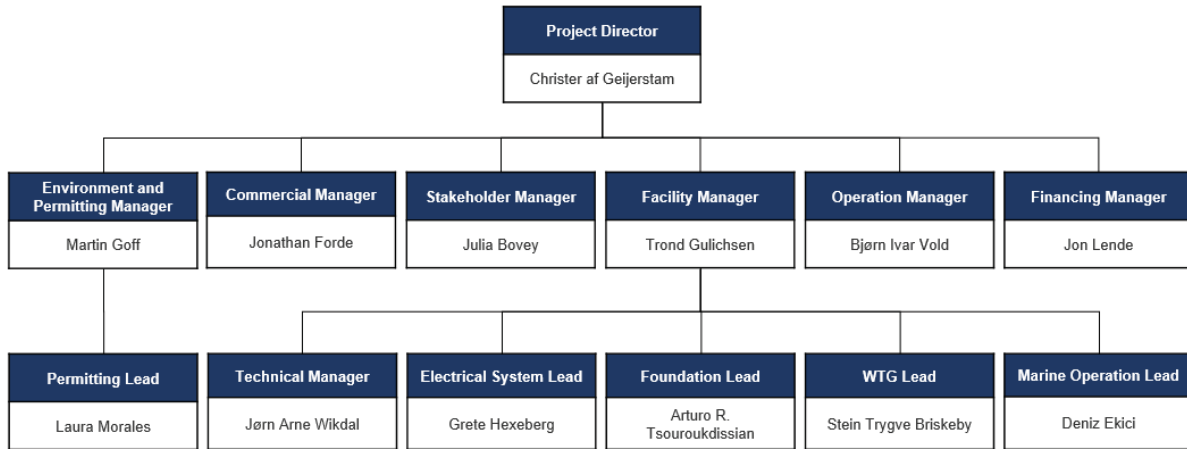 Project Director
Christer af Geijerstam
Environment and
Permitting Manager
Martin Goff
Commercial Manager
Jonathan Forde
Stakeholder Manager
Julia Bovey
Facility Manager
Trond Gulichsen
Operation Manager
Bjørn Ivar Vold
Financing Manager
Jon Lende
Permitting Lead
Laura Morales
Technical Manager
Jørn Arne Wikdal
Electrical System Lead
Grete Hexeberg
Foundation Lead
Arturo R.
Tsouroukdissian
WTG Lead
Stein Trygve Briskeby
Marine Operation Lead
Deniz Ekici